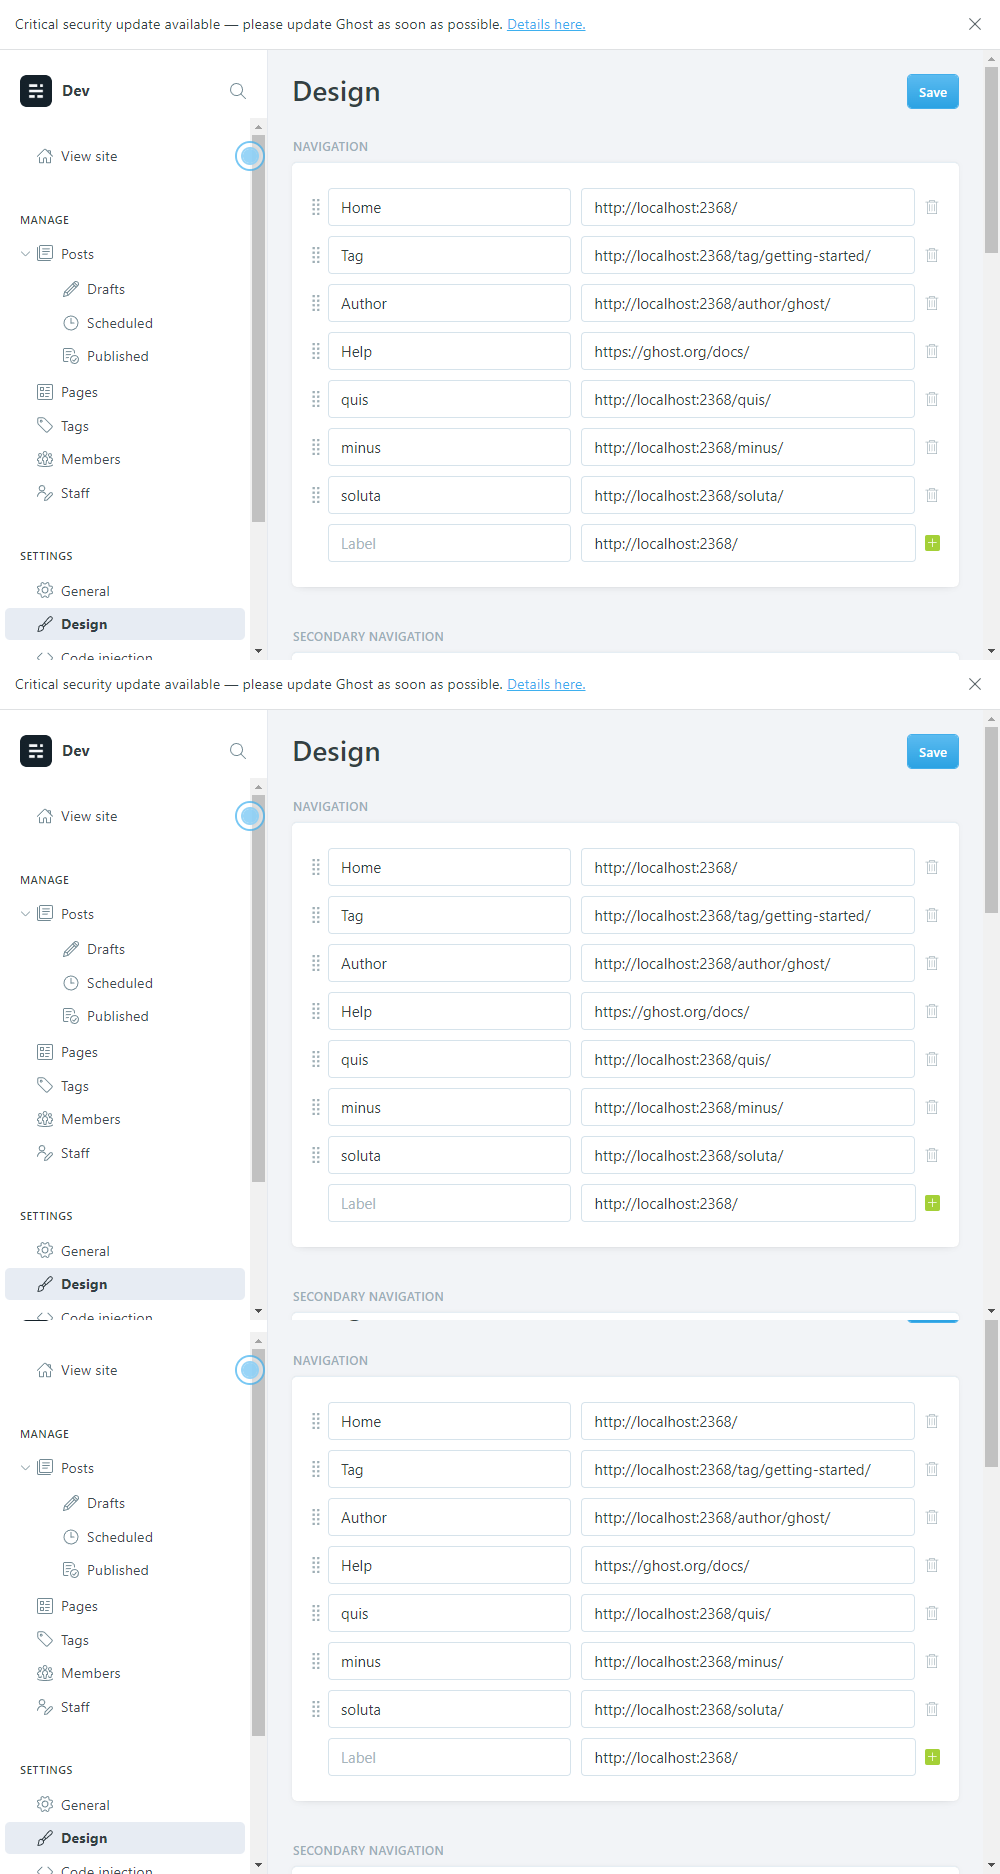 Critical security update available — please update Ghost as soon as possible. Details here.
Dev
View site
MANAGE
Posts
Drafts
Scheduled
Published
Pages
Tags
Members
Staff
SETTINGS
General
Design
Code injection
Design
Save
NAVIGATION
Home http://localhost:2368/
Tag http://localhost:2368/tag/getting-started/
Author http://localhost:2368/author/ghost/
Help https://ghost.org/docs/
quis http://localhost:2368/quis/
minus http://localhost:2368/minus/
soluta http://localhost:2368/soluta/
Label http://localhost:2368/
SECONDARY NAVIGATION
Critical security update available — please update Ghost as soon as possible. Details here.
Dev
View site
MANAGE
Posts
Drafts
Scheduled
Published
Pages
Tags
Members
Staff
SETTINGS
General
Design
Code injection
Design
Save
NAVIGATION
Home http://localhost:2368/
Tag http://localhost:2368/tag/getting-started/
Author http://localhost:2368/author/ghost/
Help https://ghost.org/docs/
quis http://localhost:2368/quis/
minus http://localhost:2368/minus/
soluta http://localhost:2368/soluta/
Label http://localhost:2368/
SECONDARY NAVIGATION
View site
MANAGE
Posts
Drafts
Scheduled
Published
Pages
Tags
Members
Staff
SETTINGS
General
Design
Code injection
NAVIGATION
Home http://localhost:2368/
Tag http://localhost:2368/tag/getting-started/
Author http://localhost:2368/author/ghost/
Help https://ghost.org/docs/
quis http://localhost:2368/quis/
minus http://localhost:2368/minus/
soluta http://localhost:2368/soluta/
Label http://localhost:2368/
SECONDARY NAVIGATION